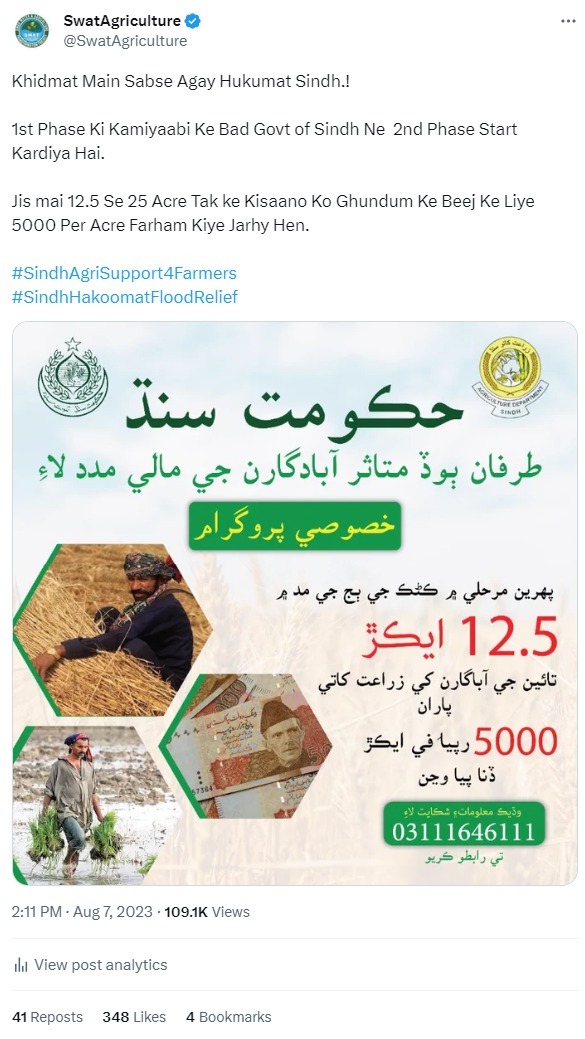 SwatAgriculture
@SwatAgriculture
Khidmat Main Sabse Agay Hukumat Sindh.!
1st Phase Ki Kamiyaabi Ke Bad Govt of Sindh Ne 2nd Phase Start
Kardiya Hai.
Jis mai 12.5 Se 25 Acre Tak ke Kisaano Ko Ghundum Ke Beej Ke Liye
5000 Per Acre Farham Kiye Jarhy Hen.
#SindhAgriSupport4Farmers
#SindhHakoomatFloodRelief
AGRICULTURE DEPARTMENT
SINDH
حڪومت سنڌ
طرفان ٻوڏ متاثر آبادگارن جي مالي مدد لاءِ
خصوصي پروگرام
پهرين مرحلي ۾ ڪڻڪ جي ٻج جي مد ۾
12.5 ايڪڙ
تائين جي آباگارن کي زراعت کاتي
پاران
5000 رپيا في ايڪڙ
ڏنا پيا وڃن
وڌيڪ معلومات ۽ شڪايت لاءِ
03111646111
تي رابطو ڪريو
2:11 PM · Aug 7, 2023 · 109.1K Views
View post analytics
41 Reposts 348 Likes 4 Bookmarks